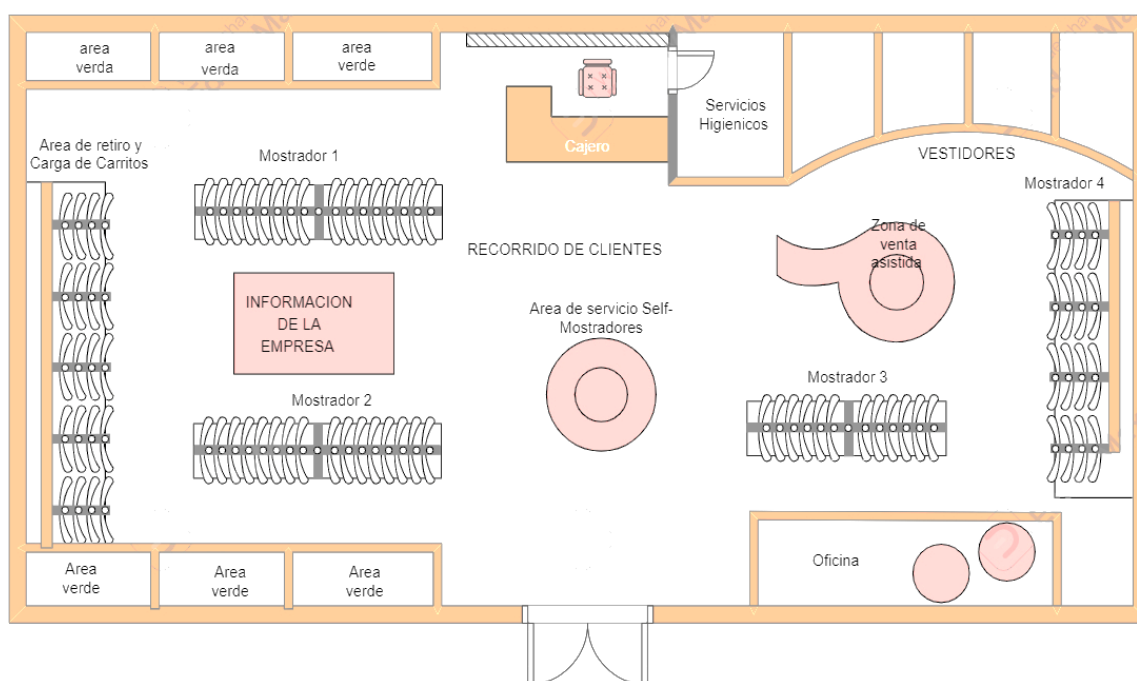 area
verda
area
verda
area
verde
Area de retiro y
Carga de Carritos
Mostrador 1
Cajero
Servicios
Higienicos
VESTIDORES
Mostrador 4
RECORRIDO DE CLIENTES
Zona de
venta
asistida
INFORMACION
DE LA
EMPRESA
Area de servicio Self-
Mostradores
Mostrador 2
Mostrador 3
Oficina
Area
verde
Area
verde
Area
verde